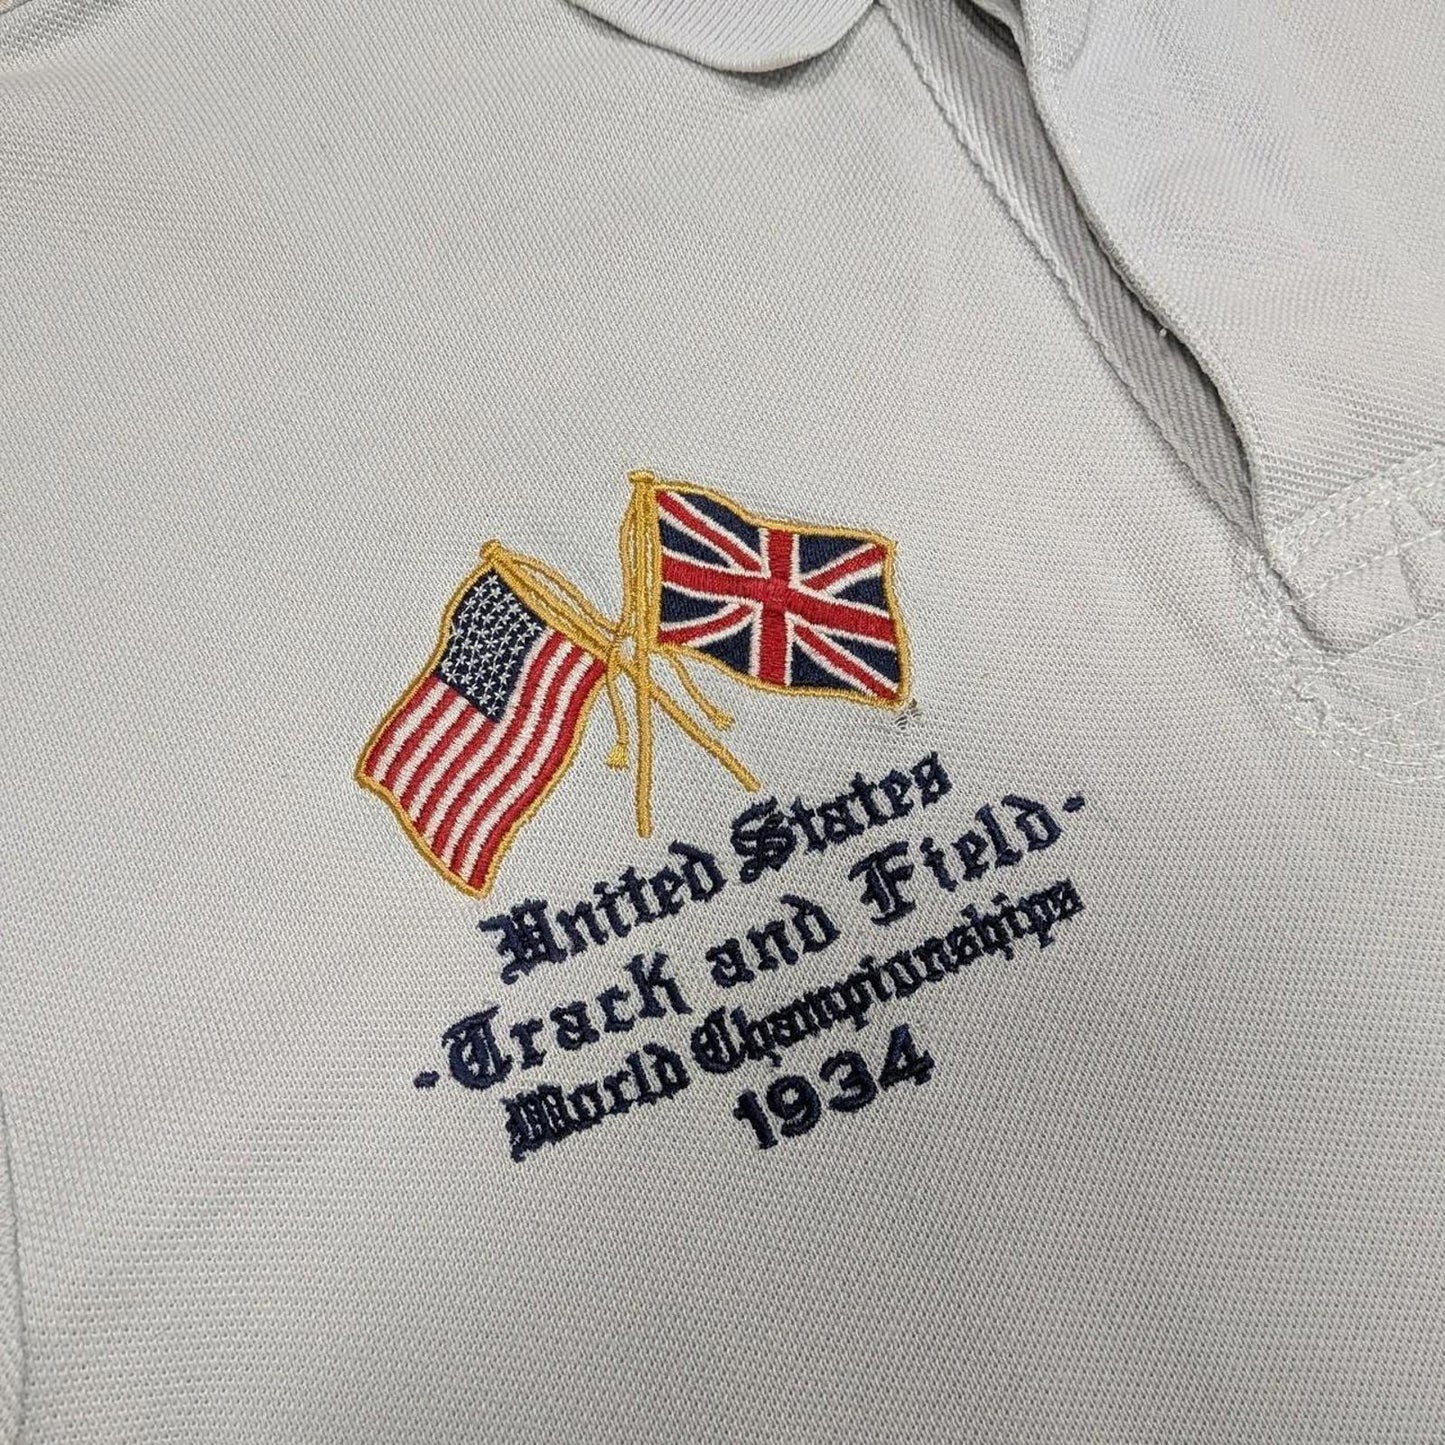 United States
-Track and Field-
World Championships
1934